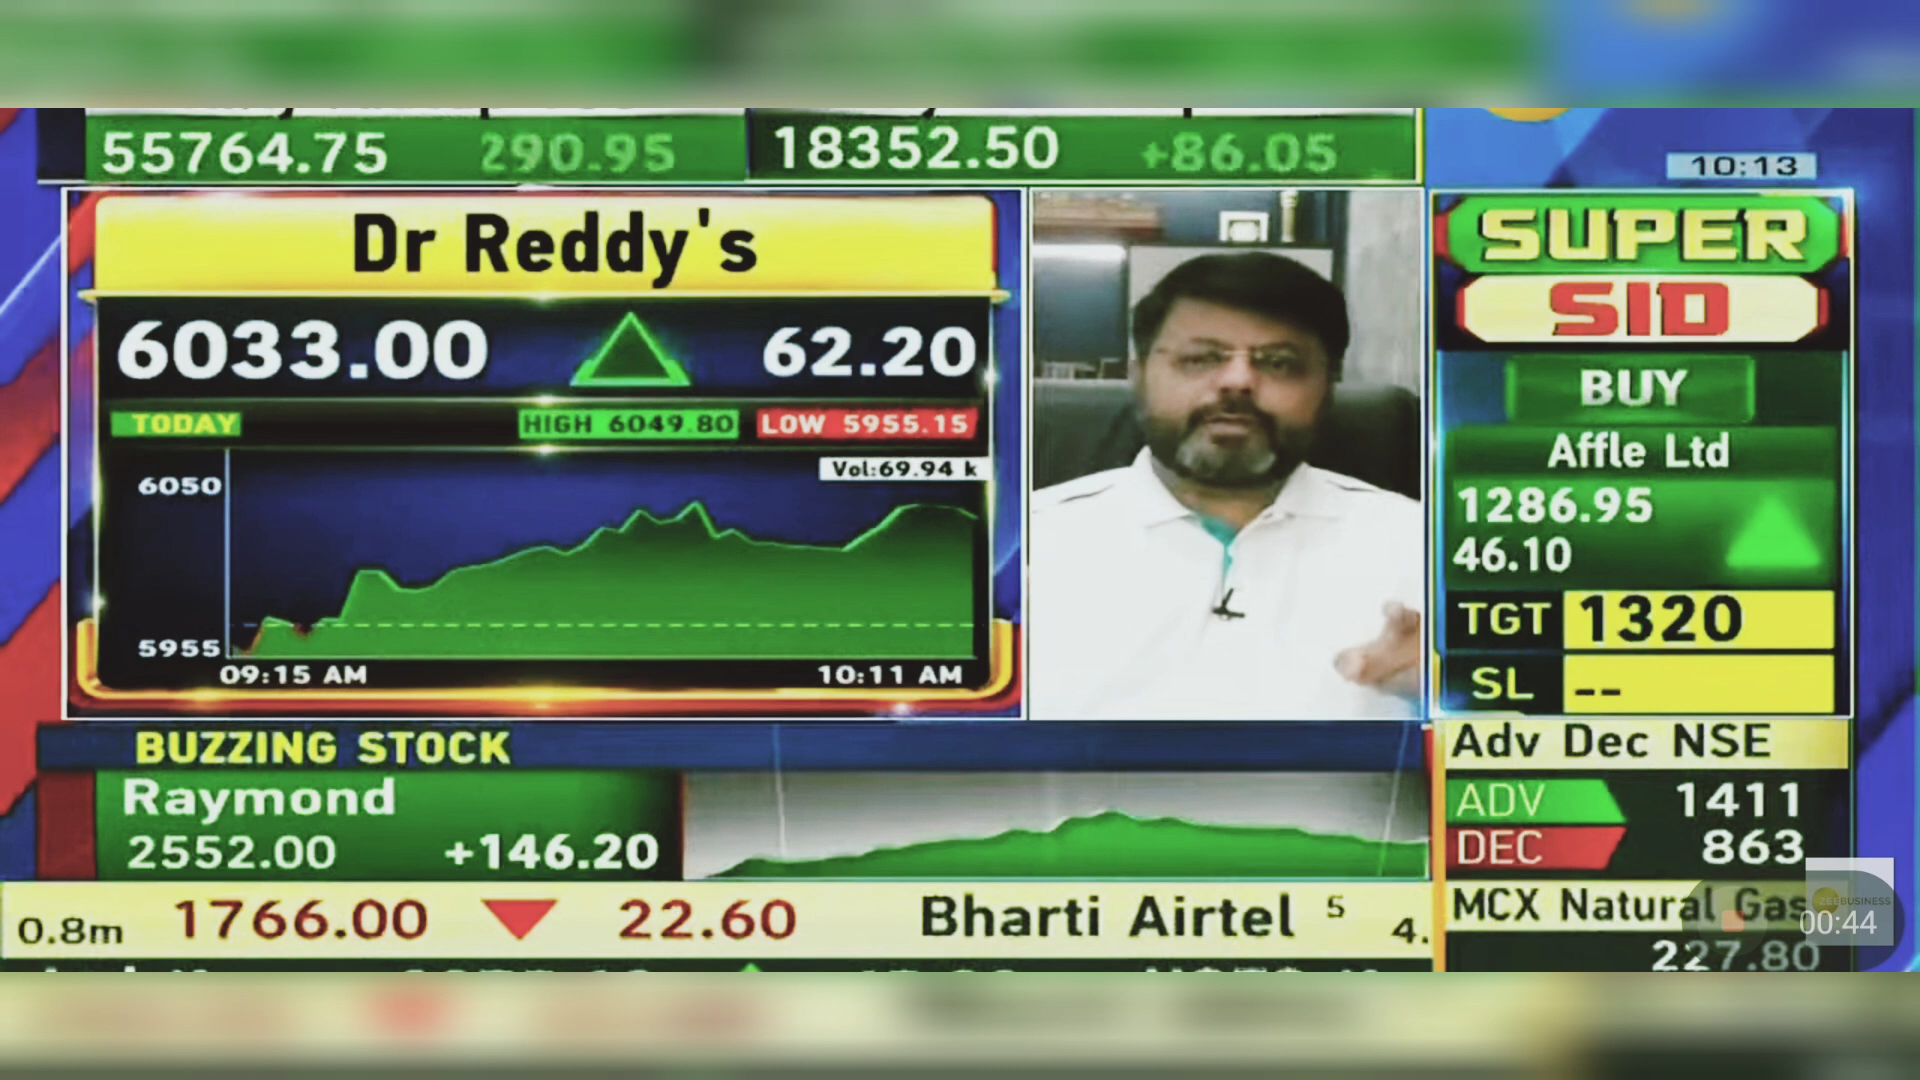 55764.75 290.95 18352.50 +86.05
10:13
Dr Reddy's
6033.00 62.20
TODAY HIGH 6049.80 LOW 5955.15
Vol:69.94 k
6050
5955
09:15 AM 10:11 AM
SUPER
SID
BUY
Affle Ltd
1286.95
46.10
TGT 1320
SL --
BUZZING STOCK
Raymond
2552.00 +146.20
Adv Dec NSE
ADV 1411
DEC 863
MCX Natural Gas
227.80
ZEEBUSINESS
00:44
0.8m 1766.00 22.60 Bharti Airtel 5 4.